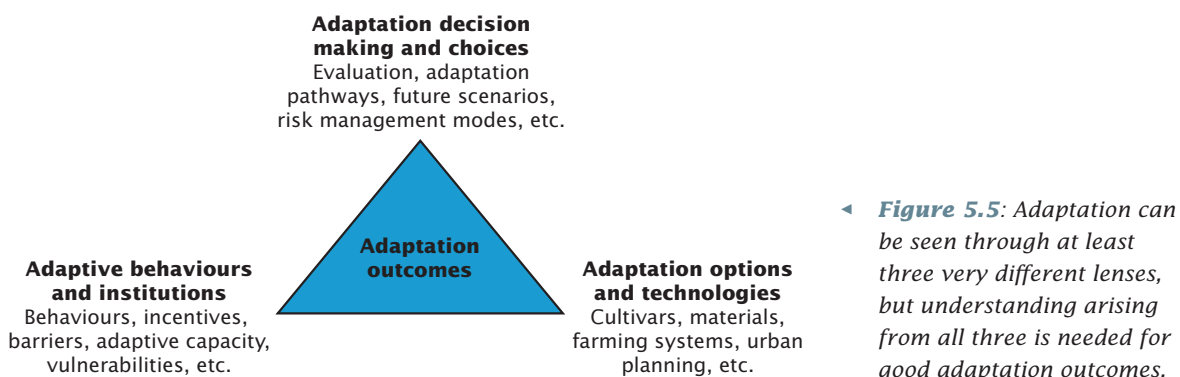 Adaptation decision
making and choices
Evaluation, adaptation
pathways, future scenarios,
risk management modes, etc.
Adaptation
outcomes
Adaptive behaviours
and institutions
Behaviours, incentives,
barriers, adaptive capacity,
vulnerabilities, etc.
Adaptation options
and technologies
Cultivars, materials,
farming systems, urban
planning, etc.
◂ Figure 5.5: Adaptation can
be seen through at least
three very different lenses,
but understanding arising
from all three is needed for
good adaptation outcomes.